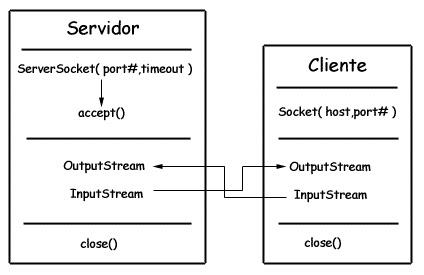 Servidor
ServerSocket( port#,timeout )
accept()
OutputStream
InputStream
close()
Cliente
Socket( host,port# )
OutputStream
InputStream
close()